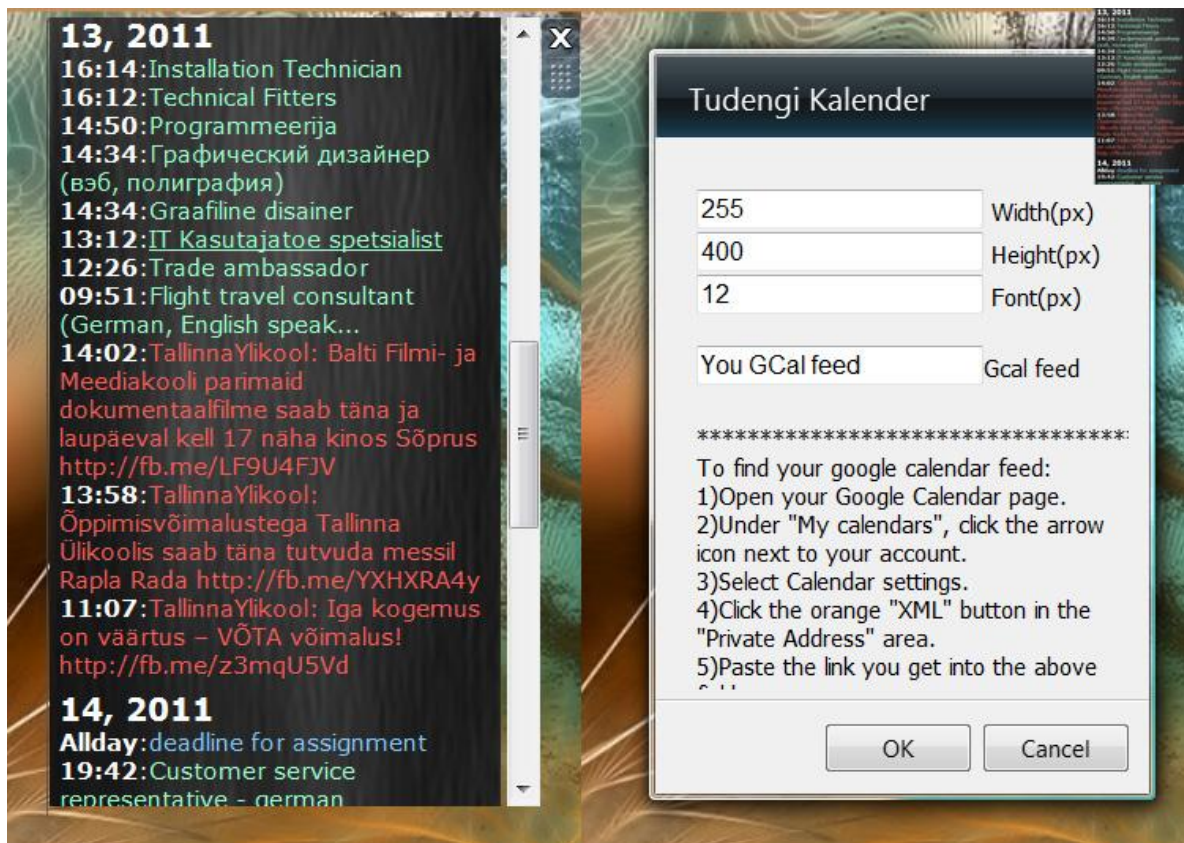 13, 2011
16:14:Installation Technician
16:12:Technical Fitters
14:50:Programmeerija
14:34:Графический дизайнер
(вэб, полиграфия)
14:34:Graafiline disainer
13:12:IT Kasutajatoe spetsialist
12:26:Trade ambassador
09:51:Flight travel consultant
(German, English speak...
14:02:TallinnaYlikool: Balti Filmi- ja
Meediakooli parimaid
dokumentaalfilme saab täna ja
laupäeval kell 17 näha kinos Sõprus
http://fb.me/LF9U4FJV
13:58:TallinnaYlikool:
Õppimisvõimalustega Tallinna
Ülikoolis saab täna tutvuda messil
Rapla Rada http://fb.me/YXHXRA4y
11:07:TallinnaYlikool: Iga kogemus
on väärtus – VÕTA võimalus!
http://fb.me/z3mqU5Vd
14, 2011
Allday:deadline for assignment
19:42:Customer service
representative - german
X
Tudengi Kalender
255 Width(px)
400 Height(px)
12 Font(px)
You GCal feed Gcal feed
***********************************
To find your google calendar feed:
1)Open your Google Calendar page.
2)Under "My calendars", click the arrow
icon next to your account.
3)Select Calendar settings.
4)Click the orange "XML" button in the
"Private Address" area.
5)Paste the link you get into the above
OK Cancel
13, 2011
14, 2011